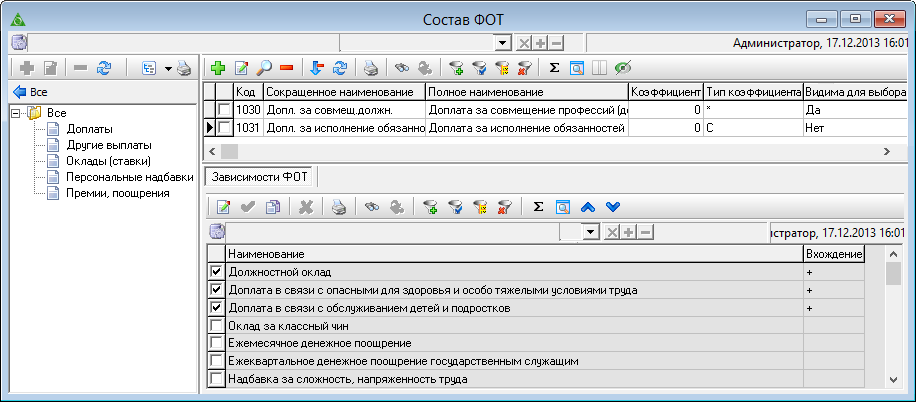 Состав ФОТ
Администратор, 17.12.2013 16:01
Все
Все
Доплаты
Другие выплаты
Оклады (ставки)
Персональные надбавки
Премии, поощрения
Код Сокращенное наименование Полное наименование Коэффициент Тип коэффициента Видима для выбора
1030 Допл. за совмещ.должн. Доплата за совмещение профессий (до 0 * Да
1031 Допл. за исполнение обязанно Доплата за исполнение обязанностей 0 С Нет
Зависимости ФОТ
істратор, 17.12.2013 16:01
Наименование Вхождение
Должностной оклад +
Доплата в связи с опасными для здоровья и особо тяжелыми условиями труда +
Доплата в связи с обслуживанием детей и подростков +
Оклад за классный чин
Ежемесячное денежное поощрение
Ежеквартальное денежное поощрение государственным служащим
Надбавка за сложность, напряженность труда